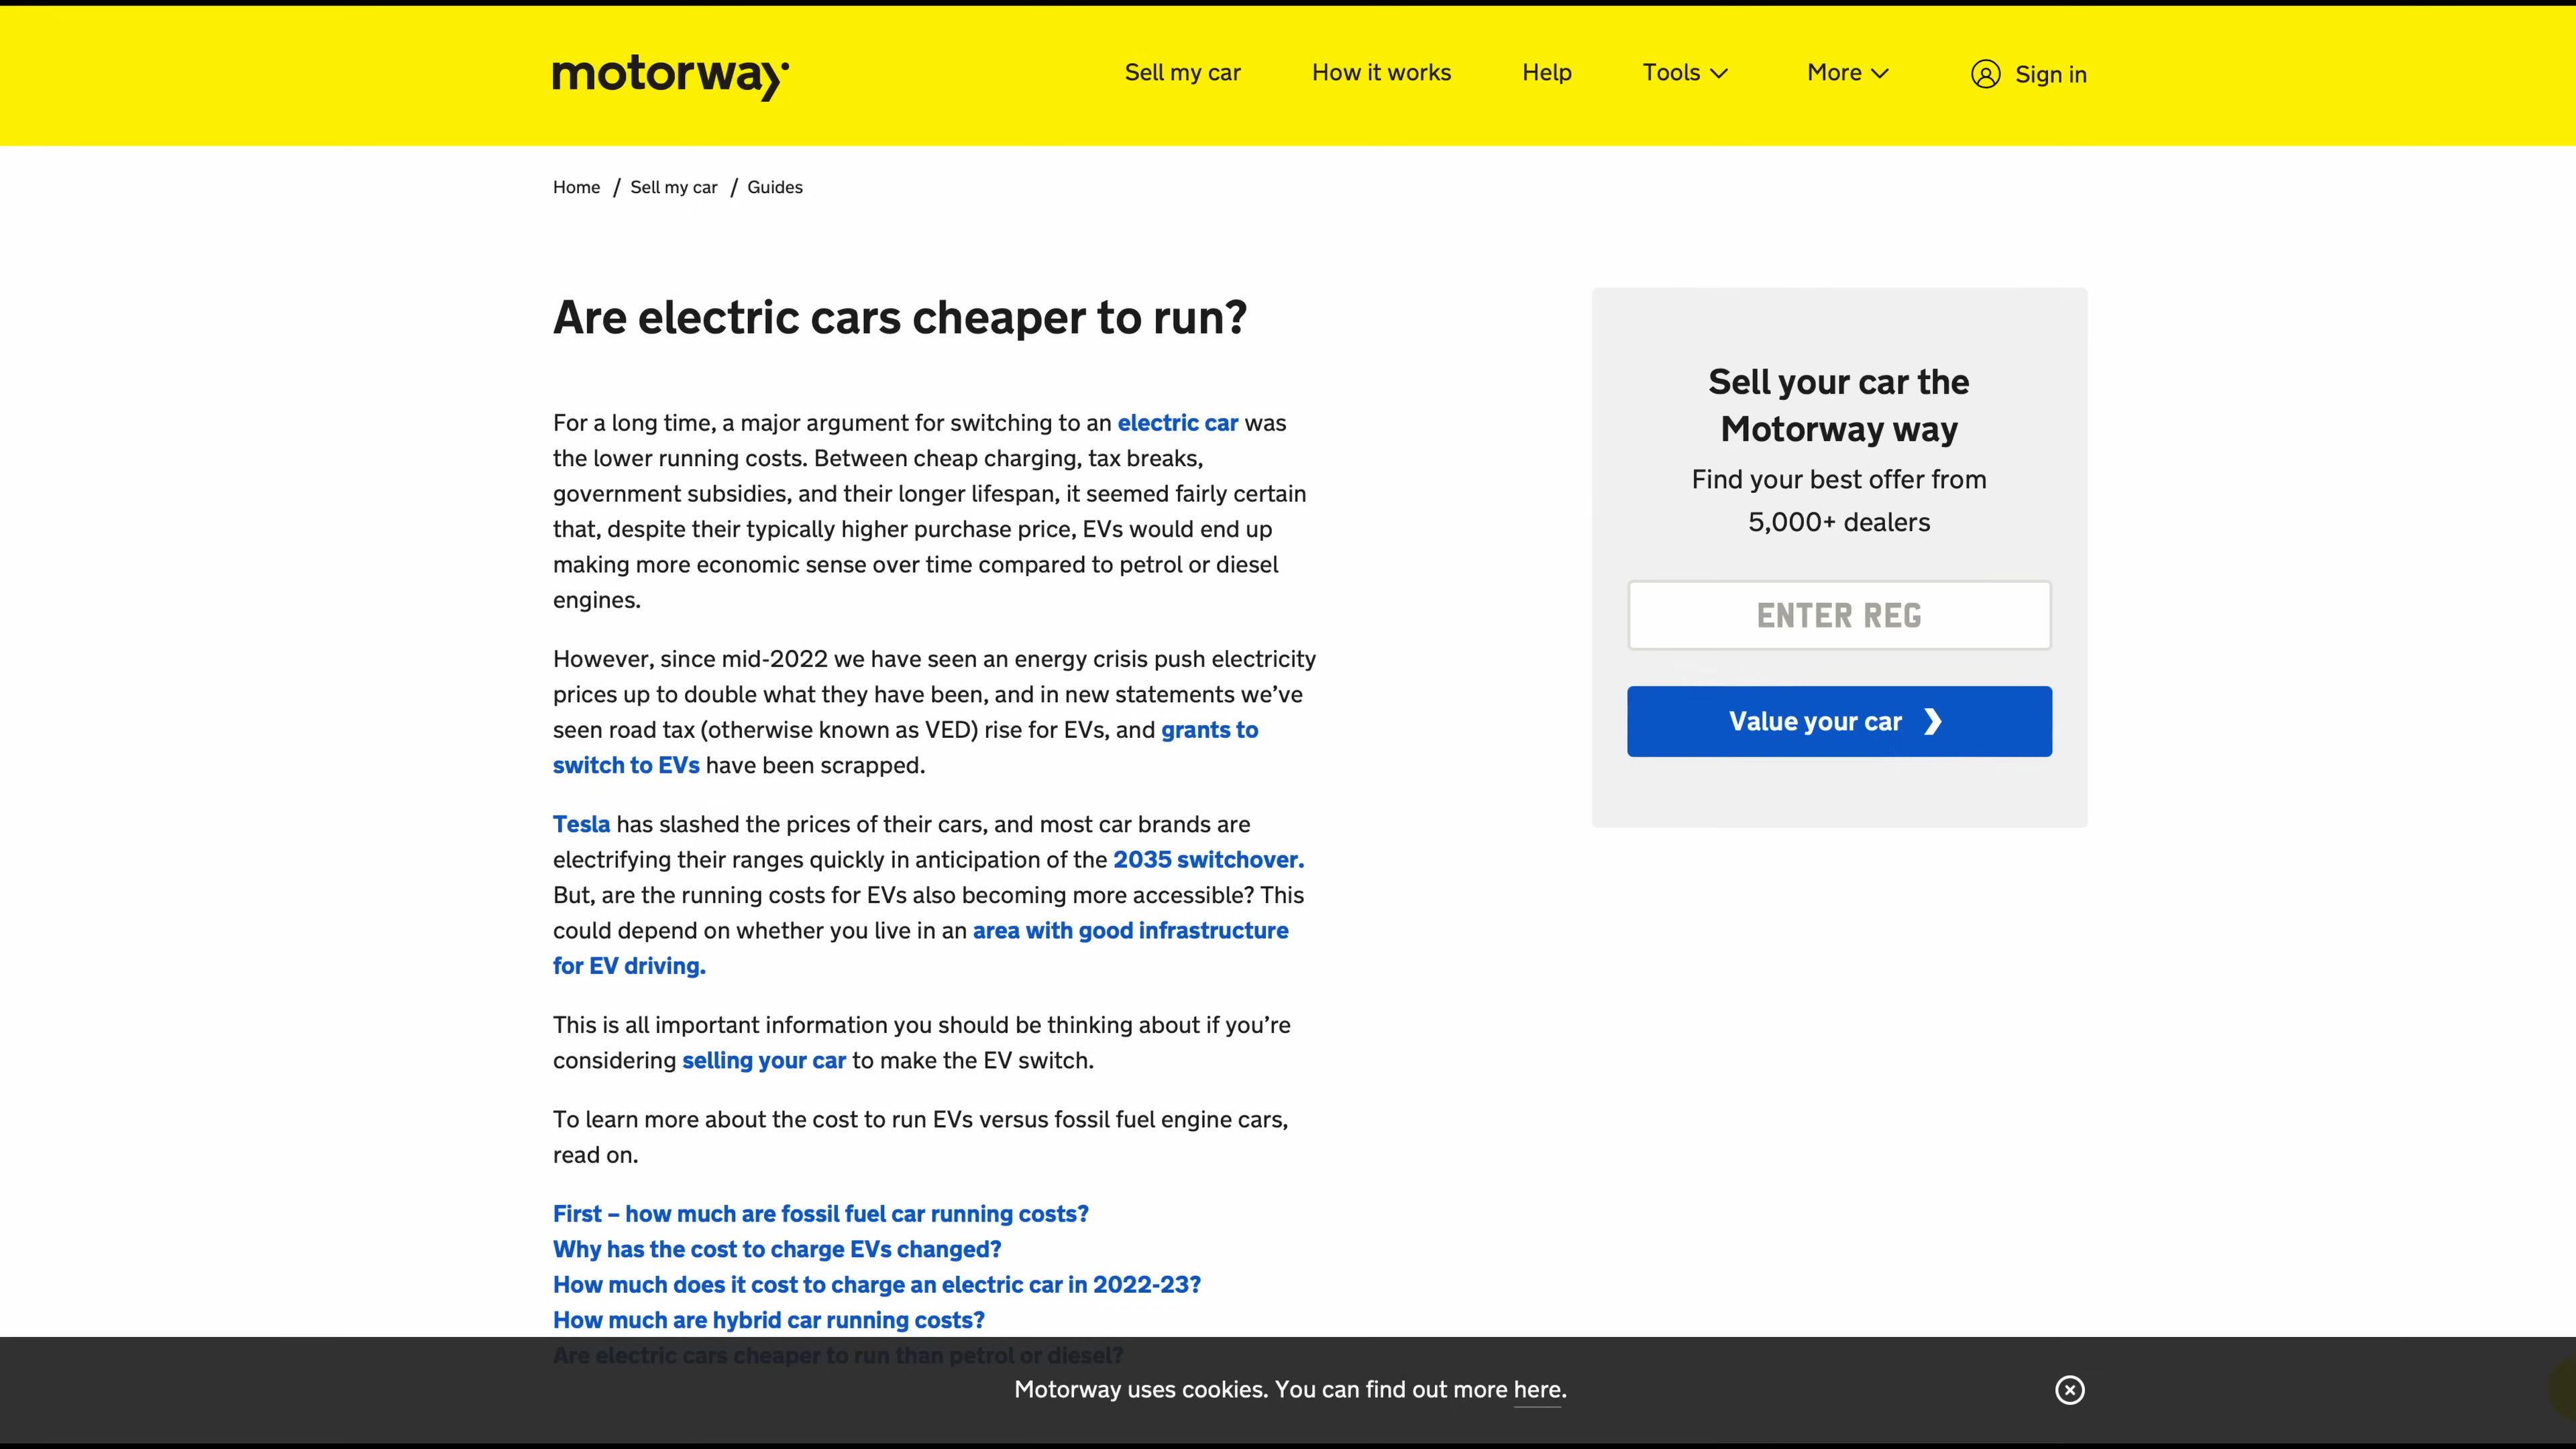 motorway
Sell my car
How it works
Help
Tools
More
Sign in
Home / Sell my car / Guides
Are electric cars cheaper to run?
For a long time, a major argument for switching to an electric car was
the lower running costs. Between cheap charging, tax breaks,
government subsidies, and their longer lifespan, it seemed fairly certain
that, despite their typically higher purchase price, EVs would end up
making more economic sense over time compared to petrol or diesel
engines.
However, since mid-2022 we have seen an energy crisis push electricity
prices up to double what they have been, and in new statements we’ve
seen road tax (otherwise known as VED) rise for EVs, and grants to
switch to EVs have been scrapped.
Tesla has slashed the prices of their cars, and most car brands are
electrifying their ranges quickly in anticipation of the 2035 switchover.
But, are the running costs for EVs also becoming more accessible? This
could depend on whether you live in an area with good infrastructure
for EV driving.
This is all important information you should be thinking about if you’re
considering selling your car to make the EV switch.
To learn more about the cost to run EVs versus fossil fuel engine cars,
read on.
First – how much are fossil fuel car running costs?
Why has the cost to charge EVs changed?
How much does it cost to charge an electric car in 2022-23?
How much are hybrid car running costs?
Are electric cars cheaper to run than petrol or diesel?
Sell your car the
Motorway way
Find your best offer from
5,000+ dealers
ENTER REG
Value your car
Motorway uses cookies. You can find out more here.